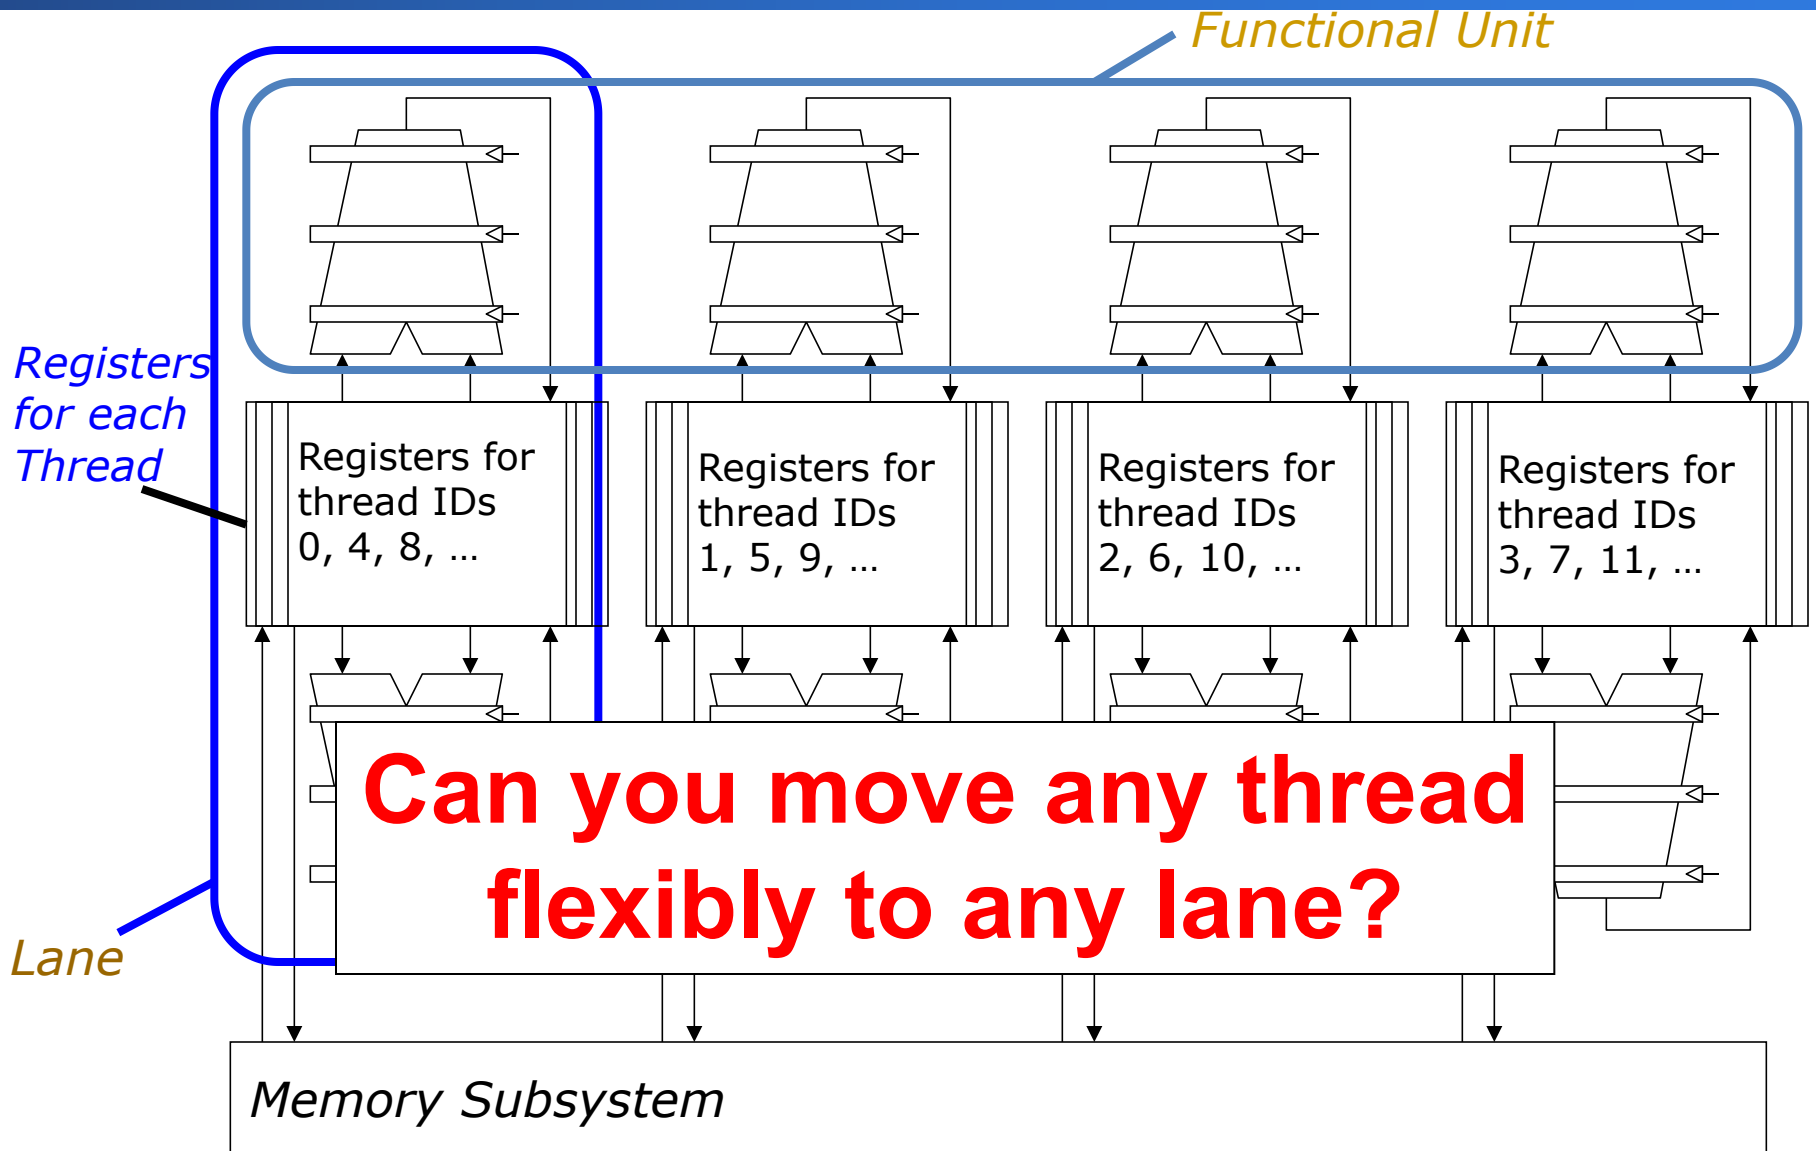 Functional Unit
Registers
for each
Thread
Registers for
thread IDs
0, 4, 8, …
Registers for
thread IDs
1, 5, 9, …
Registers for
thread IDs
2, 6, 10, …
Registers for
thread IDs
3, 7, 11, …
Can you move any thread
flexibly to any lane?
Lane
Memory Subsystem